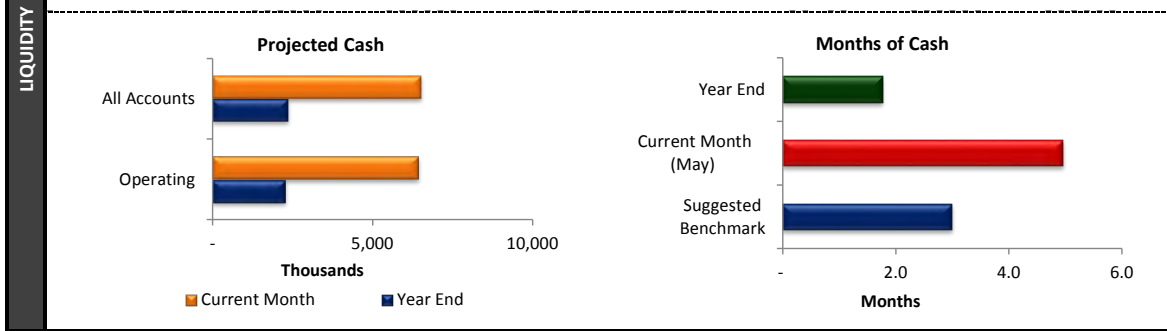 LIQUIDITY
Projected Cash
All Accounts
Operating
- 5,000 10,000
Thousands
Current Month Year End
Months of Cash
Year End
Current Month
(May)
Suggested
Benchmark
- 2.0 4.0 6.0
Months